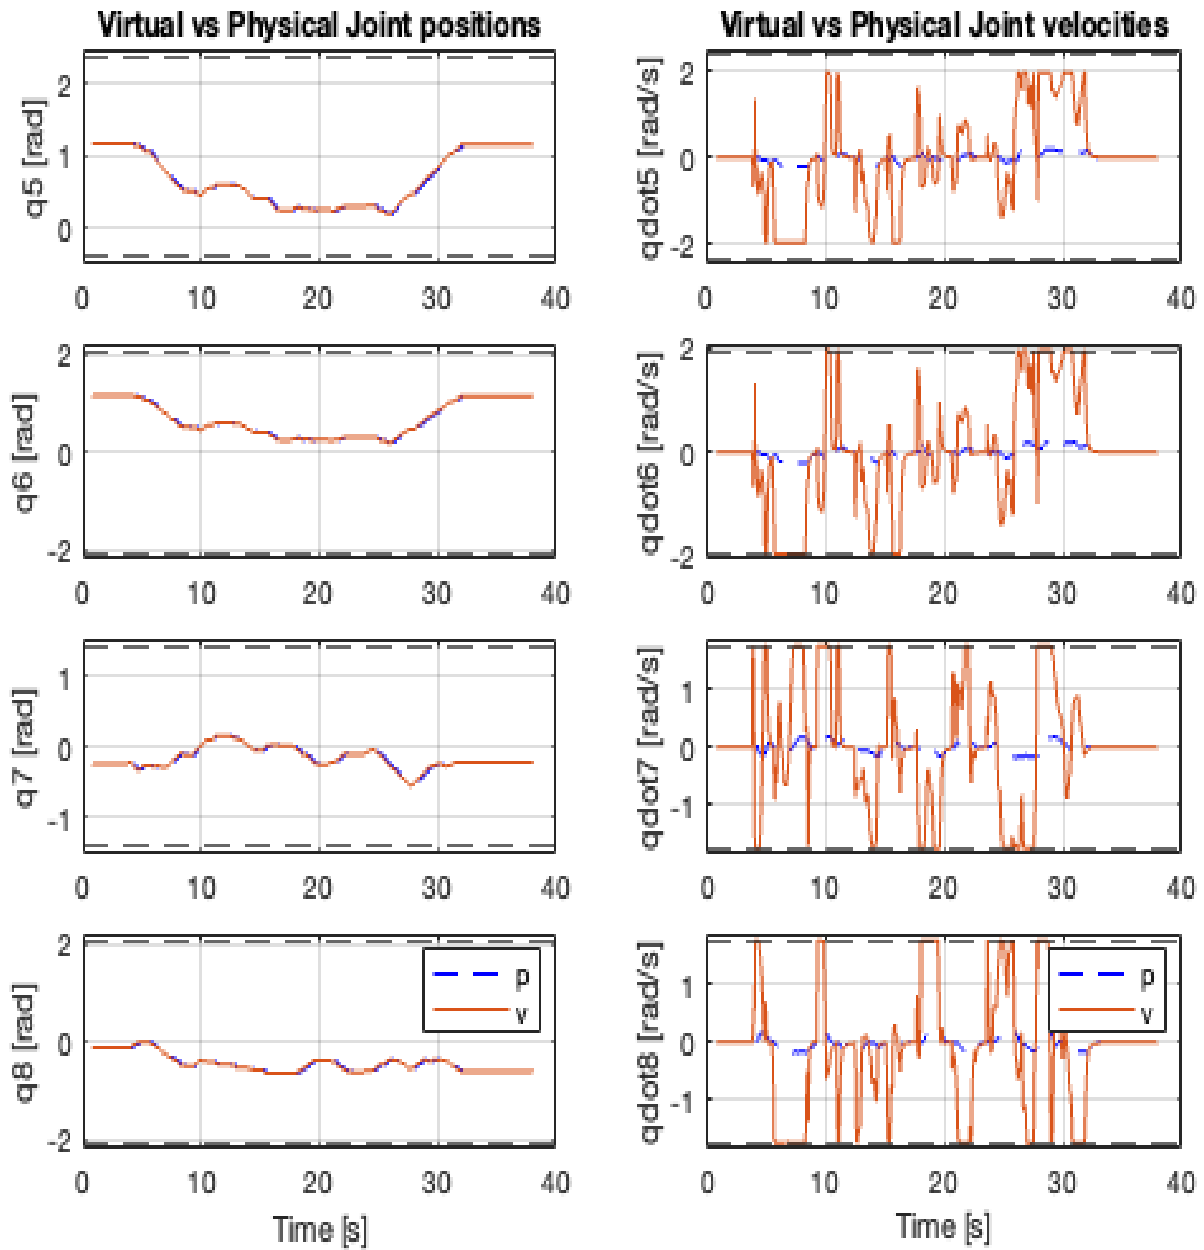 Virtual vs Physical Joint positions
q5 [rad]
2
1
0
0 10 20 30 40
q6 [rad]
2
0
-2
0 10 20 30 40
q7 [rad]
1
0
-1
0 10 20 30 40
q8 [rad]
2
0
-2
p
v
0 10 20 30 40
Time [s]
Virtual vs Physical Joint velocities
qdot5 [rad/s]
2
0
-2
0 10 20 30 40
qdot6 [rad/s]
2
0
-2
0 10 20 30 40
qdot7 [rad/s]
1
0
-1
0 10 20 30 40
qdot8 [rad/s]
1
0
-1
p
v
0 10 20 30 40
Time [s]